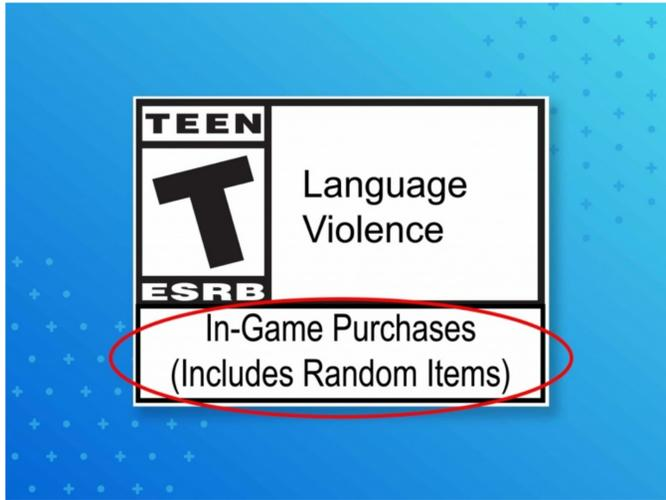 TEEN
T
ESRB
Language
Violence
In-Game Purchases
(Includes Random Items)